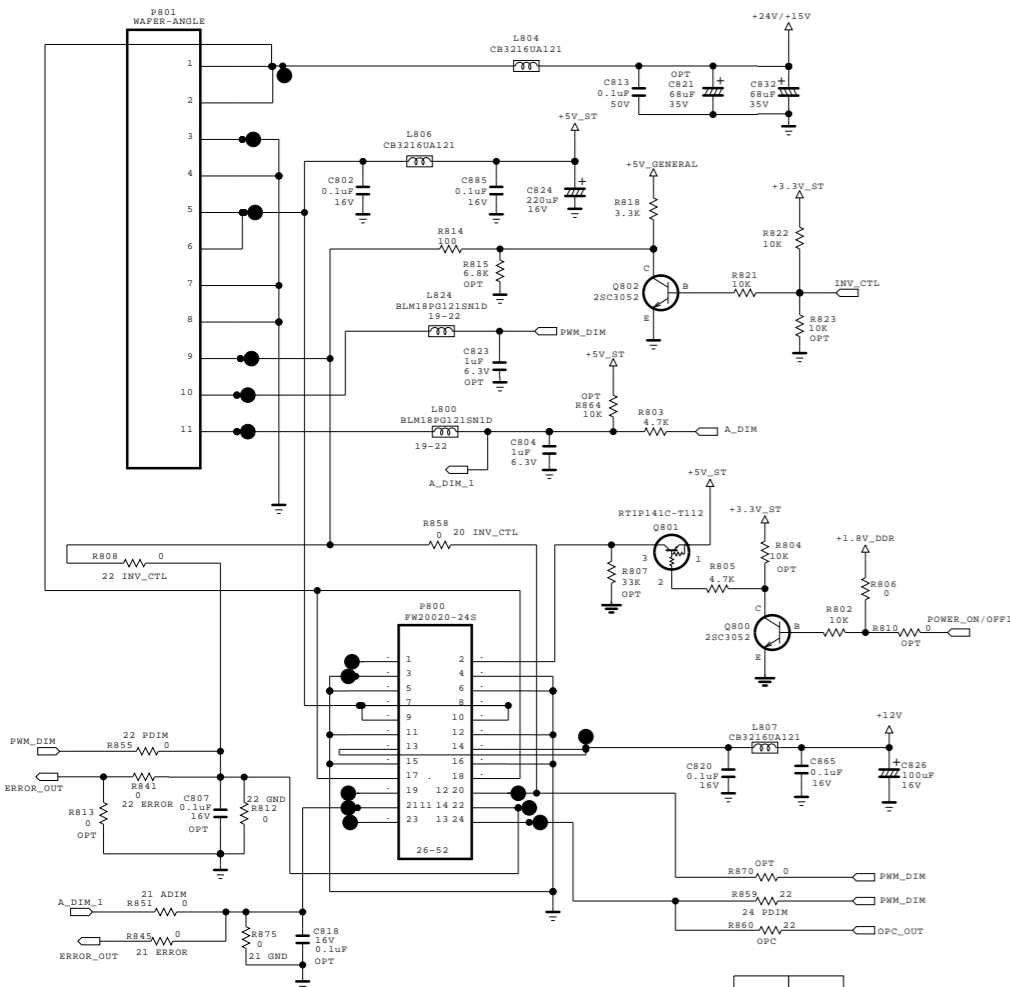 P801
WAFER-ANGLE
1
2
3
4
5
6
7
8
9
10
11
L804
CB3216UA121
+24V/+15V
C813
0.1uF
50V
OPT
C821
68uF
35V
+
C832
68uF
35V
+
+5V_ST
L806
CB3216UA121
C802
0.1uF
16V
C885
0.1uF
16V
C824
220uF
16V
+
+5V_GENERAL
R818
3.3K
+3.3V_ST
R822
10K
R814
100
R815
6.8K
OPT
C
Q802
2SC3052
B
E
R821
10K
INV_CTL
R823
10K
OPT
L824
BLM18PG121SN1D
19-22
PWM_DIM
C823
1uF
6.3V
OPT
+5V_ST
OPT
R864
10K
R803
4.7K
A_DIM
L800
BLM18PG121SN1D
19-22
C804
1uF
6.3V
A_DIM_1
+5V_ST
RT1P141C-T112
Q801
3
1
2
+3.3V_ST
R804
10K
OPT
+1.8V_DDR
R806
0
R858
0
20 INV_CTL
R808
0
22 INV_CTL
R807
33K
OPT
R805
4.7K
C
Q800
2SC3052
B
E
R802
10K
R810
0
OPT
POWER_ON/OFF1
P800
FW20020-24S
1
2
3
4
5
6
7
8
9
10
11
12
13
14
15
16
17
.
18
19
12
20
21
11
14
22
23
13
24
26-52
+12V
L807
CB3216UA121
C820
0.1uF
16V
C865
0.1uF
16V
C826
100uF
16V
+
PWM_DIM
22 PDIM
R855
0
ERROR_OUT
R841
0
22 ERROR
R813
0
OPT
C807
0.1uF
16V
OPT
22 GND
R812
0
OPT
R870
0
PWM_DIM
R859
22
PWM_DIM
24 PDIM
R860
22
OPC_OUT
OPC
21 ADIM
A_DIM_1
R851
0
R845
0
ERROR_OUT
21 ERROR
R875
0
21 GND
C818
16V
0.1uF
OPT